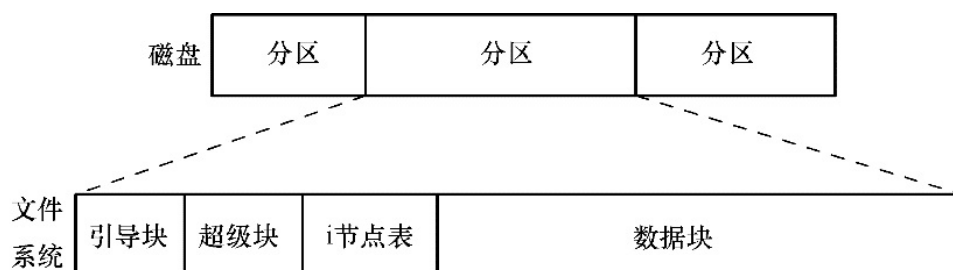 磁盘 分区 分区 分区
文件
系统
引导块 超级块 i节点表 数据块